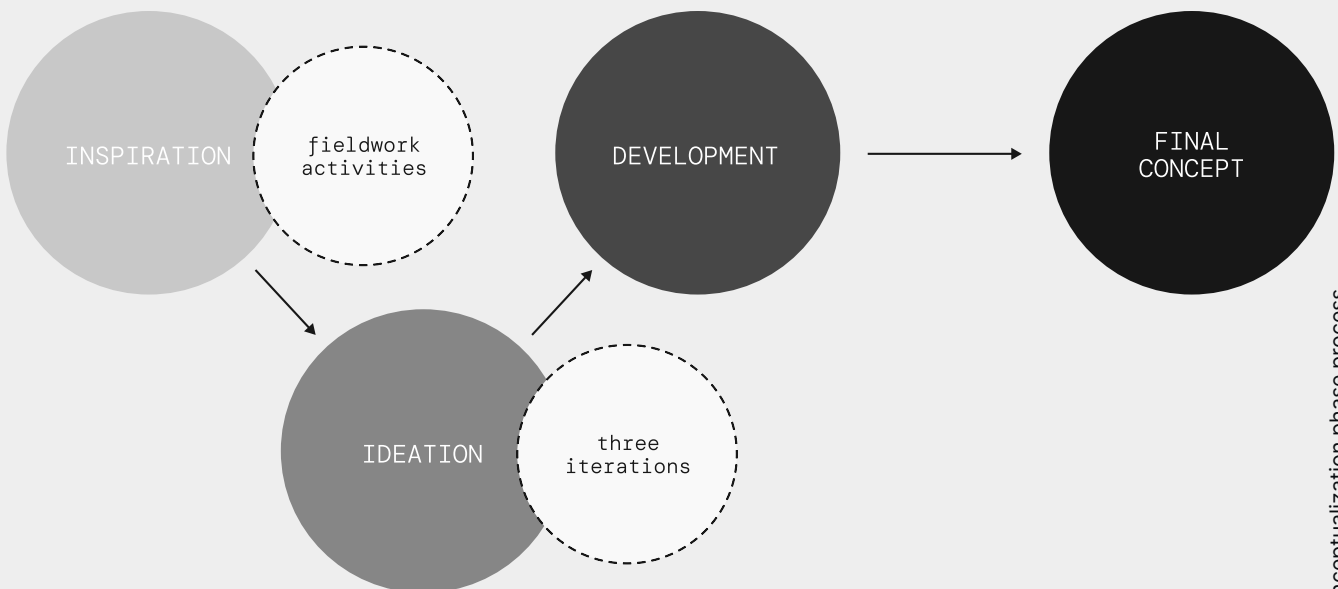 INSPIRATION
fieldwork
activities
DEVELOPMENT
FINAL
CONCEPT
IDEATION
three
iterations
phase process